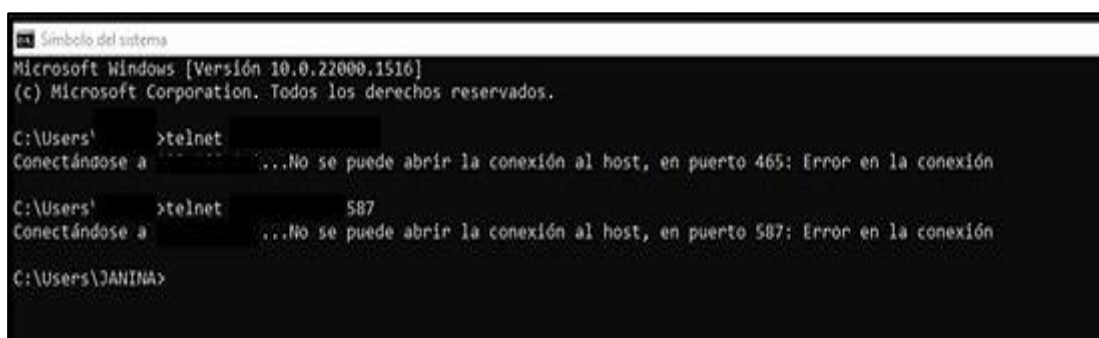 Símbolo del sistema
Microsoft Windows [Versión 10.0.22000.1516]
(c) Microsoft Corporation. Todos los derechos reservados.
C:\Users\ >telnet
Conectándose a ...No se puede abrir la conexión al host, en puerto 465: Error en la conexión
C:\Users\ >telnet 587
Conectándose a ...No se puede abrir la conexión al host, en puerto 587: Error en la conexión
C:\Users\JANINA>